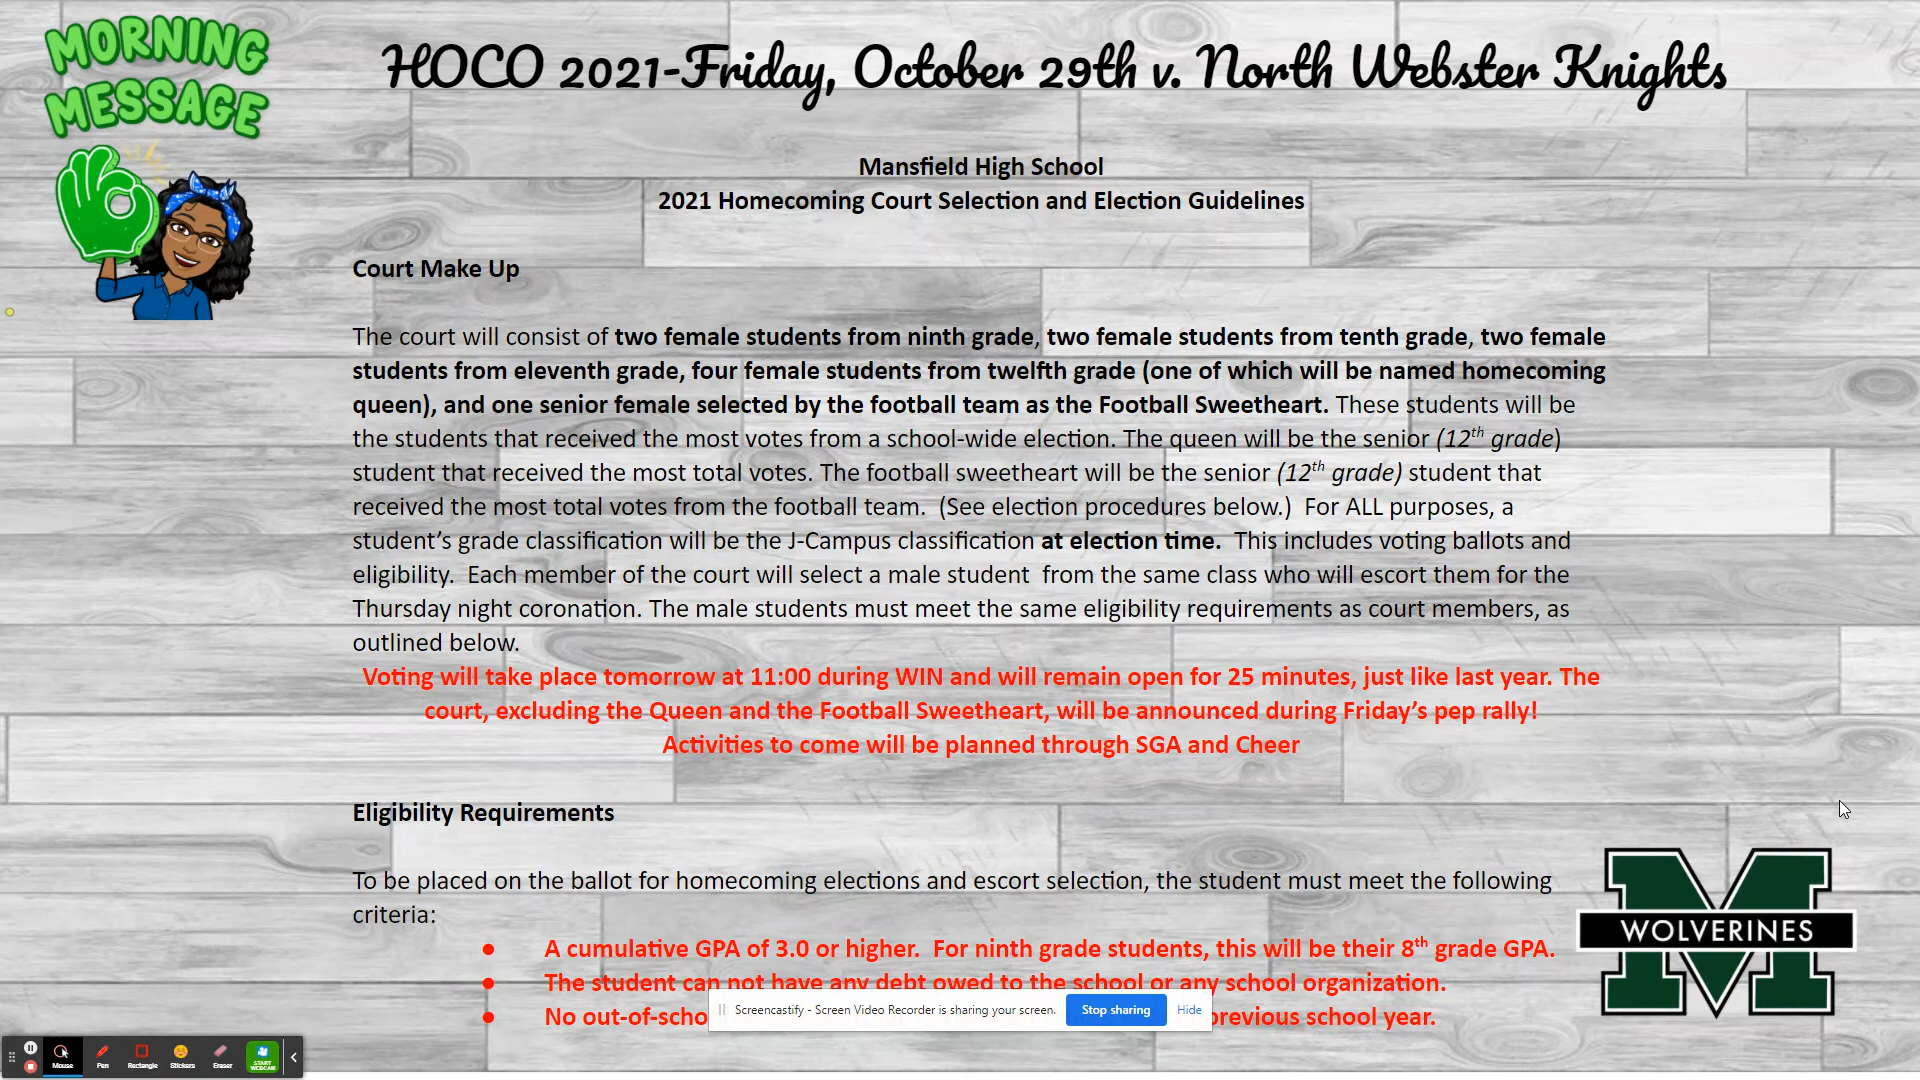 MORNING
MESSAGE
HOCO 2021-Friday, October 29th v. North Webster Knights
Mansfield High School
2021 Homecoming Court Selection and Election Guidelines
Court Make Up
The court will consist of two female students from ninth grade, two female students from tenth grade, two female
students from eleventh grade, four female students from twelfth grade (one of which will be named homecoming
queen), and one senior female selected by the football team as the Football Sweetheart. These students will be
the students that received the most votes from a school-wide election. The queen will be the senior (12th grade)
student that received the most total votes. The football sweetheart will be the senior (12th grade) student that
received the most total votes from the football team.  (See election procedures below.)  For ALL purposes, a
student’s grade classification will be the J-Campus classification at election time.  This includes voting ballots and
eligibility.  Each member of the court will select a male student  from the same class who will escort them for the
Thursday night coronation. The male students must meet the same eligibility requirements as court members, as
outlined below.
Voting will take place tomorrow at 11:00 during WIN and will remain open for 25 minutes, just like last year. The
court, excluding the Queen and the Football Sweetheart, will be announced during Friday’s pep rally!
Activities to come will be planned through SGA and Cheer
Eligibility Requirements
To be placed on the ballot for homecoming elections and escort selection, the student must meet the following
criteria:
● A cumulative GPA of 3.0 or higher.  For ninth grade students, this will be their 8th grade GPA.
● The student can not have any debt owed to the school or any school organization.
● No out-of-scho previous school year.
WOLVERINES
Screencastify - Screen Video Recorder is sharing your screen. Stop sharing Hide
Mouse Pen Rectangle Stickers Eraser START WEBCAM